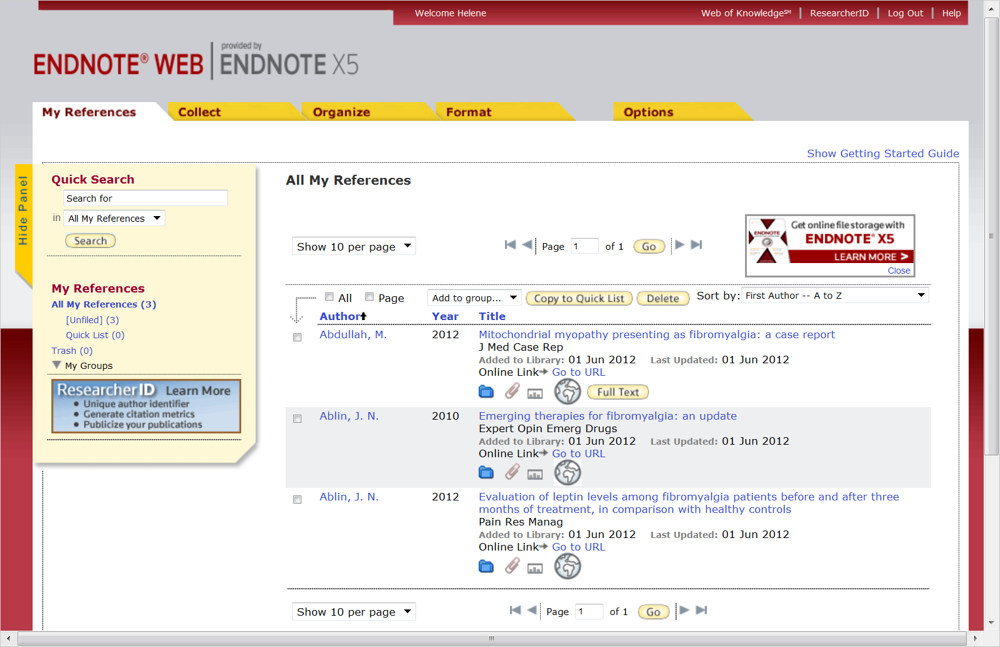 Welcome Helene
Web of Knowledge℠ | ResearcherID | Log Out | Help
provided by
ENDNOTE® WEB | ENDNOTE X5
My References
Collect
Organize
Format
Options
Show Getting Started Guide
Hide Panel
Quick Search
Search for
in All My References
Search
My References
All My References (3)
[Unfiled] (3)
Quick List (0)
Trash (0)
My Groups
ResearcherID Learn More
• Unique author identifier
• Generate citation metrics
• Publicize your publications
All My References
Show 10 per page
Page 1 of 1 Go
Get online file storage with
ENDNOTE® X5
LEARN MORE >
Close
All Page Add to group... Copy to Quick List Delete Sort by: First Author -- A to Z
Author Year Title
Abdullah, M. 2012 Mitochondrial myopathy presenting as fibromyalgia: a case report
J Med Case Rep
Added to Library: 01 Jun 2012 Last Updated: 01 Jun 2012
Online Link Go to URL
Full Text
Ablin, J. N. 2010 Emerging therapies for fibromyalgia: an update
Expert Opin Emerg Drugs
Added to Library: 01 Jun 2012 Last Updated: 01 Jun 2012
Online Link Go to URL
Ablin, J. N. 2012 Evaluation of leptin levels among fibromyalgia patients before and after three
months of treatment, in comparison with healthy controls
Pain Res Manag
Added to Library: 01 Jun 2012 Last Updated: 01 Jun 2012
Online Link Go to URL
Show 10 per page
Page 1 of 1 Go